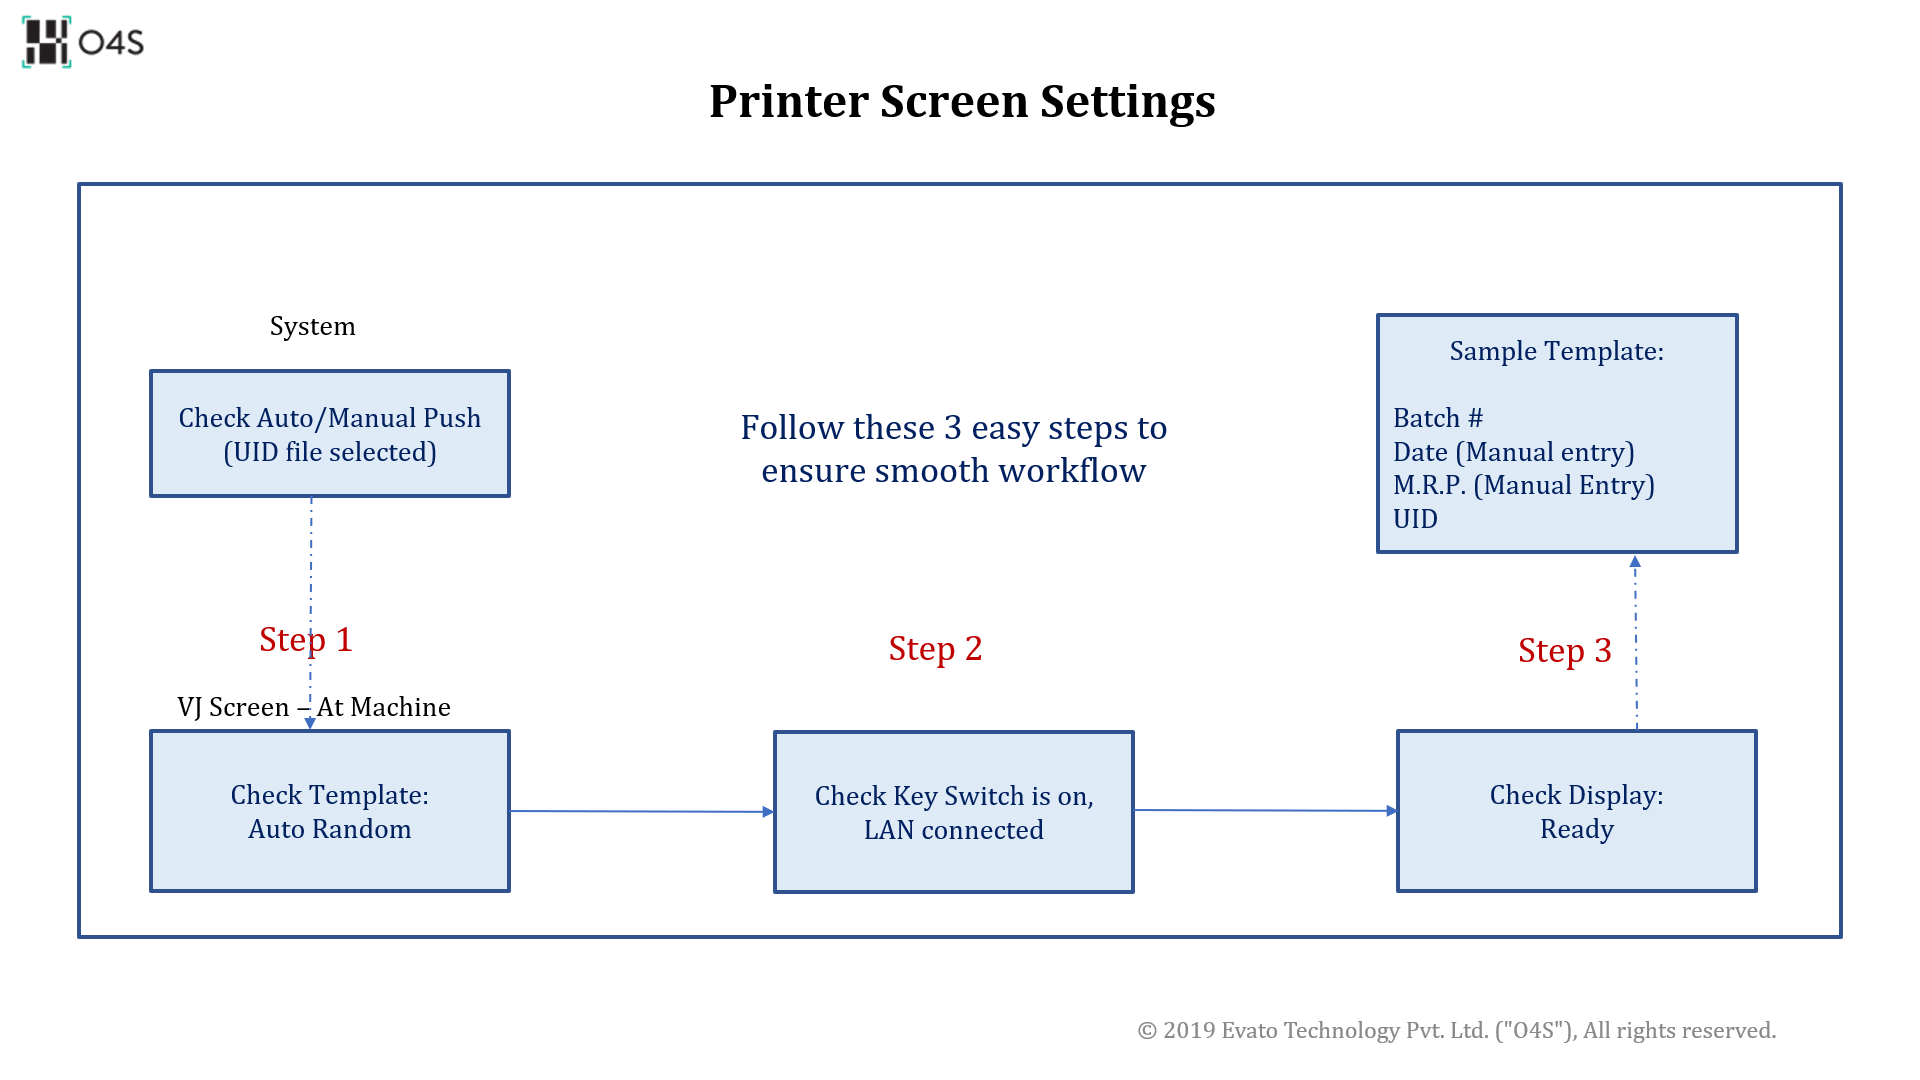 O4S
Printer Screen Settings
System
Check Auto/Manual Push
(UID file selected)
Follow these 3 easy steps to
ensure smooth workflow
Sample Template:
Batch #
Date (Manual entry)
M.R.P. (Manual Entry)
UID
Step 1
Step 2
Step 3
VJ Screen – At Machine
Check Template:
Auto Random
Check Key Switch is on,
LAN connected
Check Display:
Ready
© 2019 Evato Technology Pvt. Ltd. ("O4S"), All rights reserved.